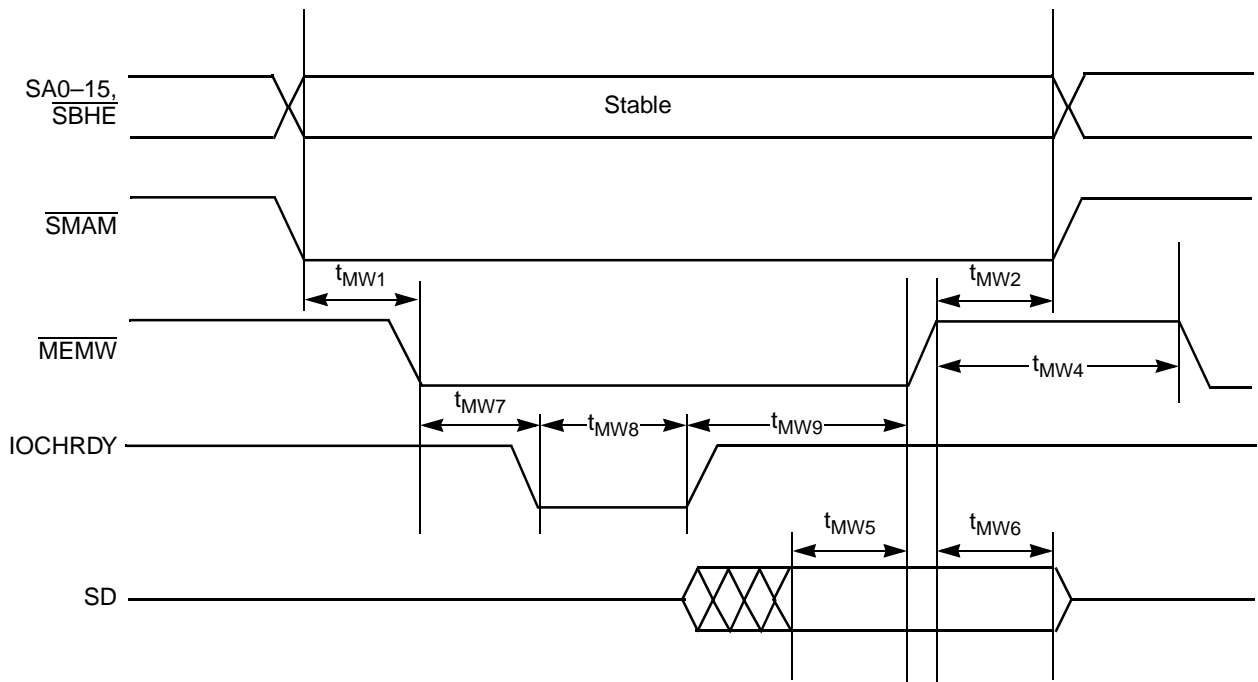 SA0–15,
SBHE
Stable
SMAM
tMW1
tMW2
MEMW
tMW4
tMW7
tMW8
tMW9
IOCHRDY
tMW5
tMW6
SD